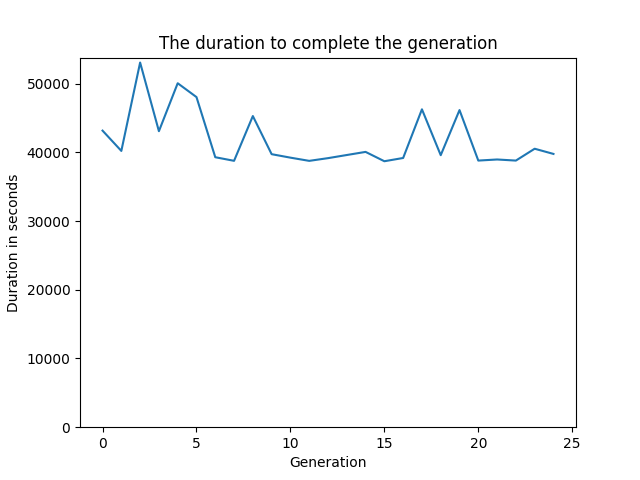 The duration to complete the generation
50000
40000
30000
20000
10000
0
Duration in seconds
0 5 10 15 20 25
Generation